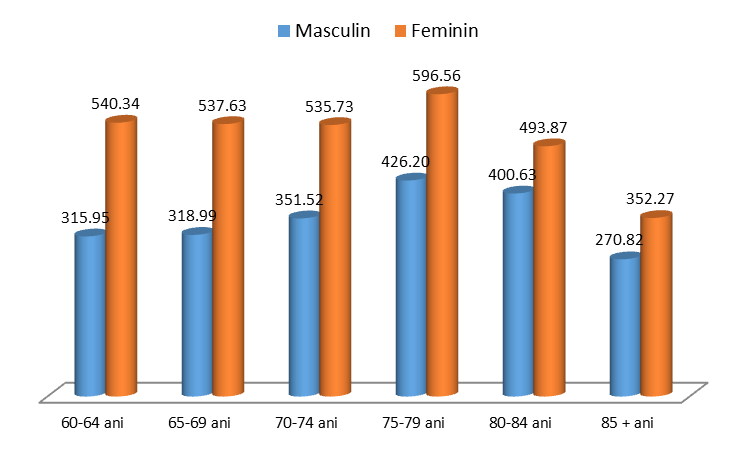 Masculin Feminin
596.56
540.34 537.63 535.73
493.87
426.20
400.63
351.52 352.27
315.95 318.99
270.82
60-64 ani 65-69 ani 70-74 ani 75-79 ani 80-84 ani 85 + ani